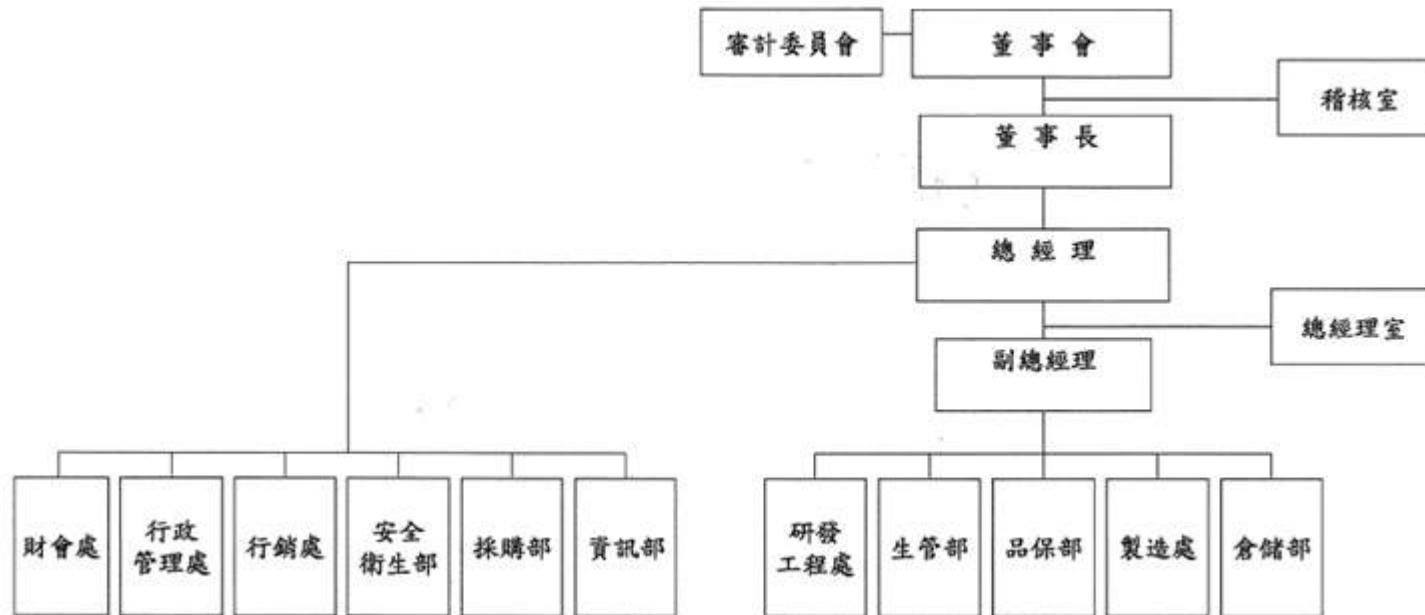 審計委員會
董事會
稽核室
董事長
總經理
總經理室
副總經理
財會處
行政
管理處
行銷處
安全
衛生部
採購部
資訊部
研發
工程處
生管部
品保部
製造處
倉儲部